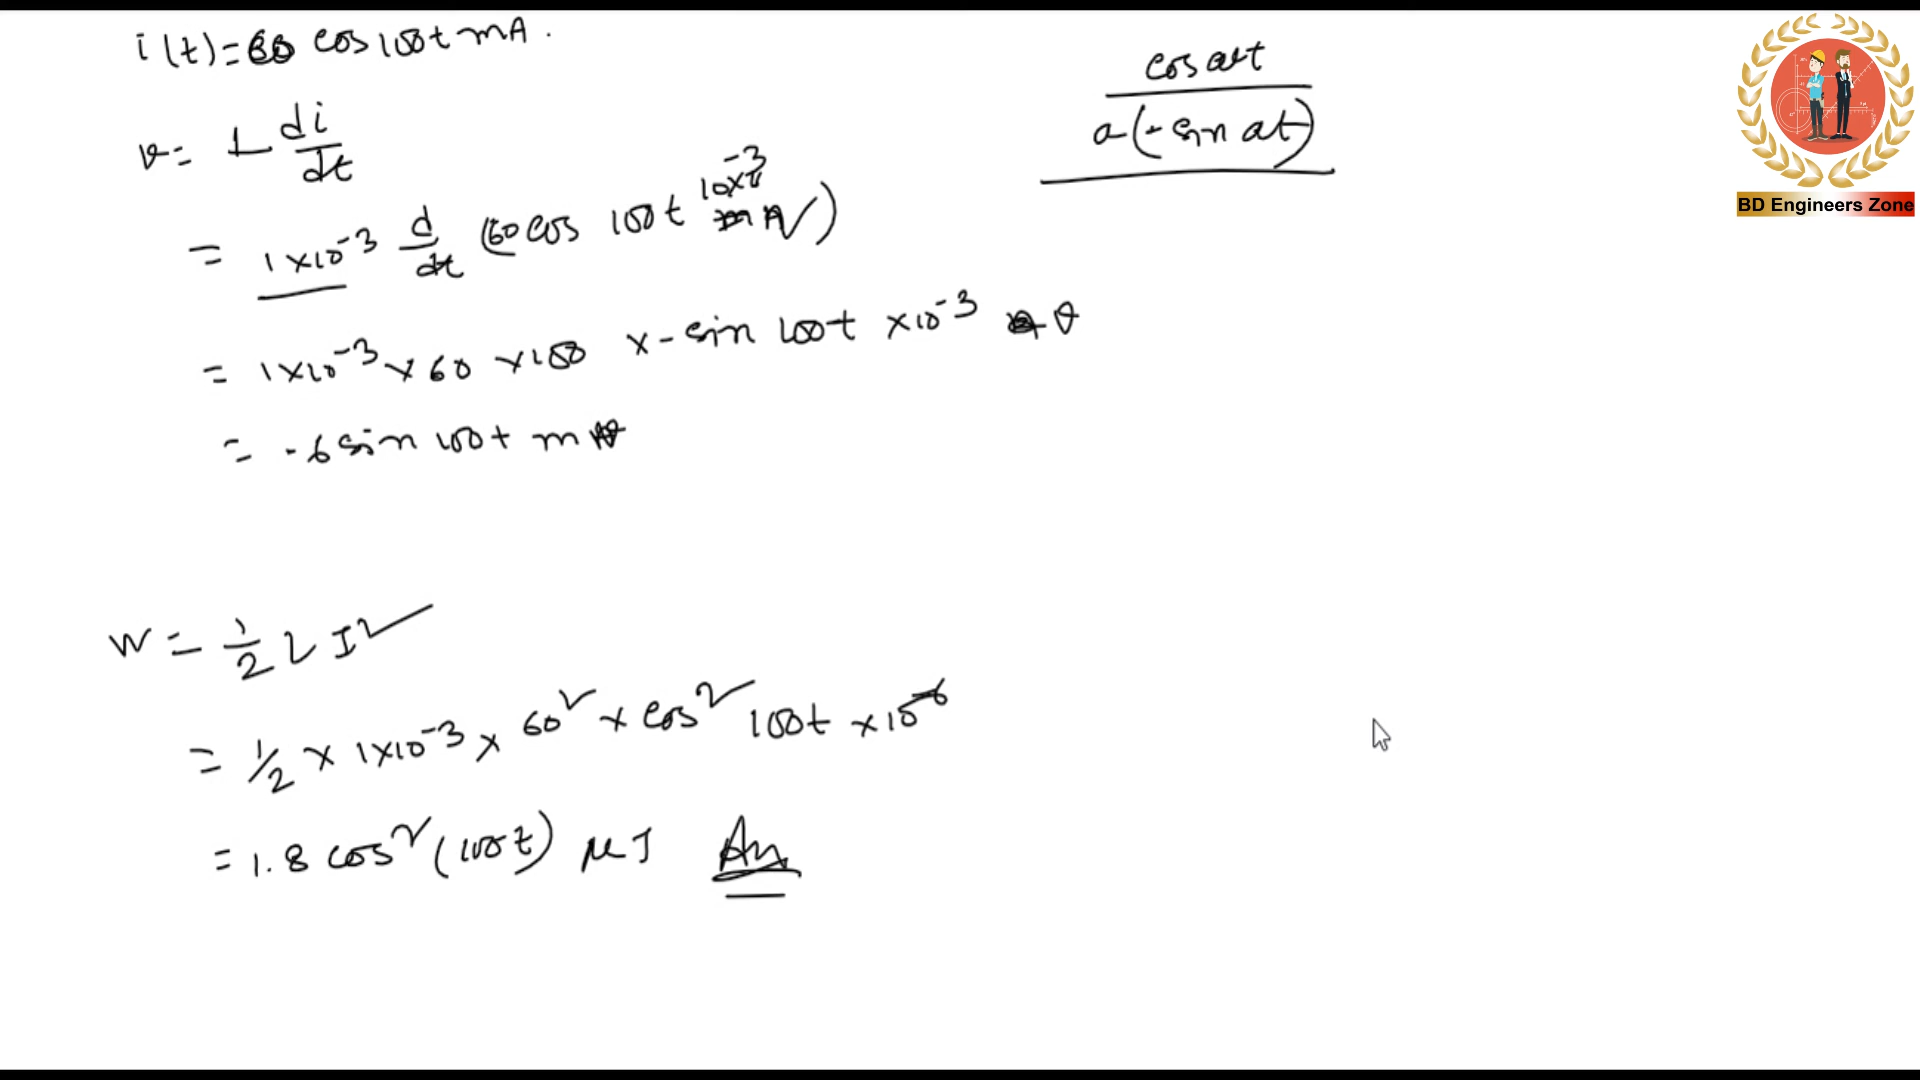 i(t)=60 cos 100t mA.
v = L di/dt
= 1×10⁻³ d/dt (60 cos 100t 10×⁻³ V)
= 1×10⁻³ × 60 × 100 × - sin 100t ×10⁻³ v
= -6 sin 100t mV
W = 1/2 L I²
= 1/2 × 1×10⁻³ × 60² × cos² 100t ×10⁻⁶
= 1.8 cos² (100t) μJ Ans
cos at
a(-sin at)
BD Engineers Zone